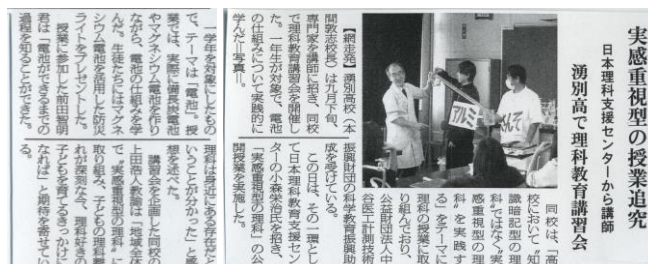 実感重視型の授業追究
日本理科支援センターから講師
湧別高で理科教育講習会
アルミ
さんそ
【網走発】湧別高校（本
間敦志校長）は九月下旬、
専門家を講師に招き、同校
で理科教育講習会を開催し
た。一年生が対象で、電池
の仕組みについて実践的に
学んだ＝写真＝。
同校は、「高
校において〝知
識暗記型の理
科〟ではなく〝実
感重視型の理
科〟を実践す
る」をテーマに
理科の授業に取
り組んでおり、
公益財団法人中
谷医工計測技術
振興財団の科学教育振興助
成を受けている。
この日は、その一環とし
て日本理科教育支援セン
ターの小森栄治氏を招き、
「実感重視型の理科」の公
開授業を実施した。
一学年を対象にしたもの
で、テーマは「電池」。授
業では、実際に備長炭電池
やマグネシウム電池を作り
ながら、電池の仕組みを学
んだ。生徒たちにはマグネ
シウム電池を活用した防災
ライトをプレゼントした。
授業に参加した前田智明
君は「電池ができるまでの
過程を知ることができた。
理科は身近にある存在だと
いうことが分かった」と感
想を述べた。
講習会を企画した同校の
上田浩人教諭は「地域全体
で〝実感重視型の理科〟に
取り組み、子どもの理科離
れが深刻な今、理科好きの
子どもを育てるきっかけに
なれば」と期待を寄せてい
る。